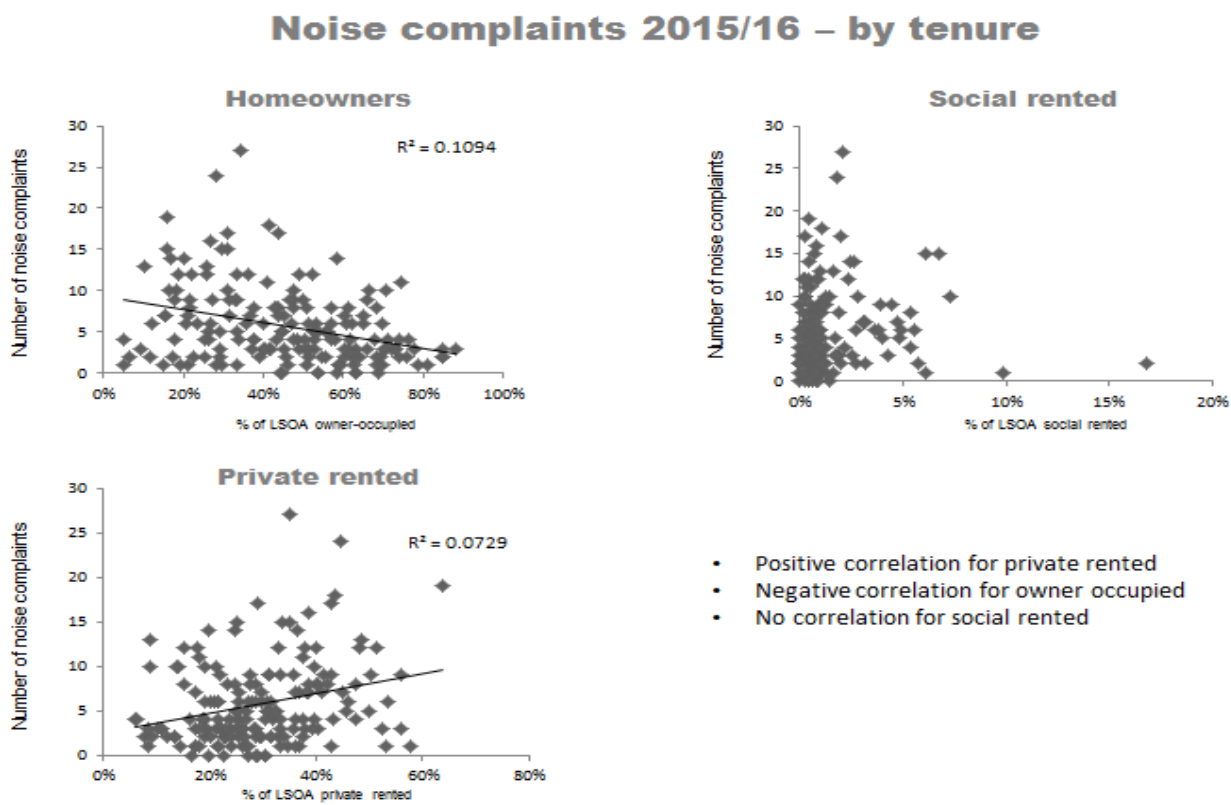 Noise complaints 2015/16 – by tenure
Homeowners
Number of noise complaints
30
25
20
15
10
5
0
R² = 0.1094
0% 20% 40% 60% 80% 100%
% of LSOA owner-occupied
Social rented
Number of noise complaints
30
25
20
15
10
5
0
0% 5% 10% 15% 20%
% of LSOA social rented
Private rented
Number of noise complaints
30
25
20
15
10
5
0
R² = 0.0729
0% 20% 40% 60% 80%
% of LSOA private rented
• Positive correlation for private rented
• Negative correlation for owner occupied
• No correlation for social rented